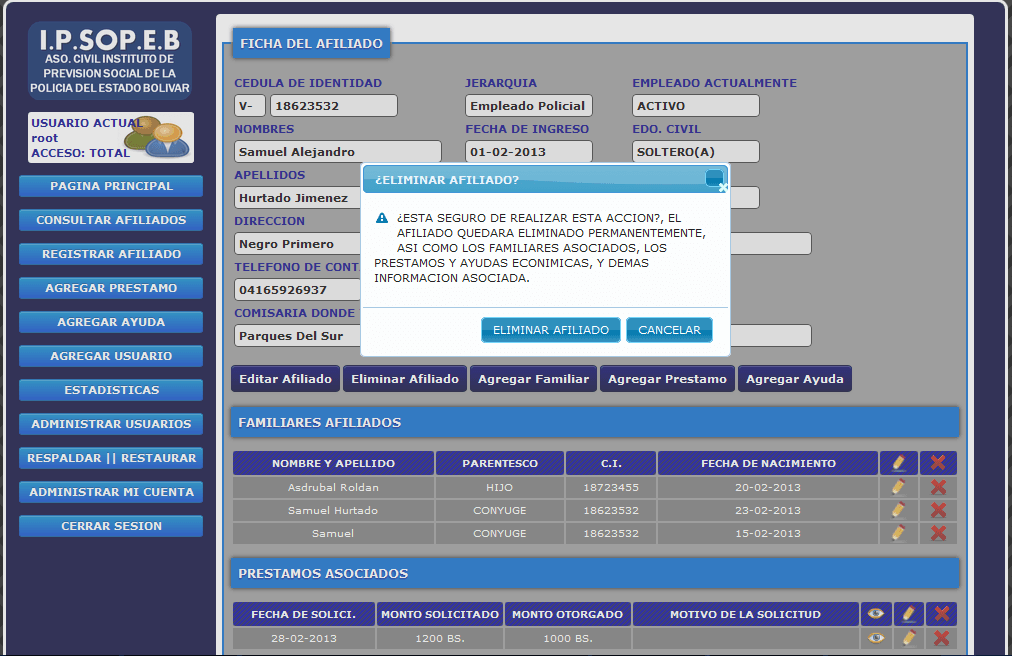 I.P.SOP.E.B
ASO. CIVIL INSTITUTO DE
PREVISION SOCIAL DE LA
POLICIA DEL ESTADO BOLIVAR
USUARIO ACTUAL
root
ACCESO: TOTAL
PAGINA PRINCIPAL
CONSULTAR AFILIADOS
REGISTRAR AFILIADO
AGREGAR PRESTAMO
AGREGAR AYUDA
AGREGAR USUARIO
ESTADISTICAS
ADMINISTRAR USUARIOS
RESPALDAR || RESTAURAR
ADMINISTRAR MI CUENTA
CERRAR SESION
FICHA DEL AFILIADO
CEDULA DE IDENTIDAD JERARQUIA EMPLEADO ACTUALMENTE
V- 18623532 Empleado Policial ACTIVO
NOMBRES FECHA DE INGRESO EDO. CIVIL
Samuel Alejandro 01-02-2013 SOLTERO(A)
APELLIDOS
Hurtado Jimenez
DIRECCION
Negro Primero
TELEFONO DE CONT
04165926937
COMISARIA DONDE
Parques Del Sur
¿ELIMINAR AFILIADO?
¿ESTA SEGURO DE REALIZAR ESTA ACCION?, EL
AFILIADO QUEDARA ELIMINADO PERMANENTEMENTE,
ASI COMO LOS FAMILIARES ASOCIADOS, LOS
PRESTAMOS Y AYUDAS ECONIMICAS, Y DEMAS
INFORMACION ASOCIADA.
ELIMINAR AFILIADO CANCELAR
Editar Afiliado Eliminar Afiliado Agregar Familiar Agregar Prestamo Agregar Ayuda
FAMILIARES AFILIADOS
NOMBRE Y APELLIDO PARENTESCO C.I. FECHA DE NACIMIENTO
Asdrubal Roldan HIJO 18723455 20-02-2013
Samuel Hurtado CONYUGE 18623532 23-02-2013
Samuel CONYUGE 18623532 15-02-2013
PRESTAMOS ASOCIADOS
FECHA DE SOLICI. MONTO SOLICITADO MONTO OTORGADO MOTIVO DE LA SOLICITUD
28-02-2013 1200 BS. 1000 BS.